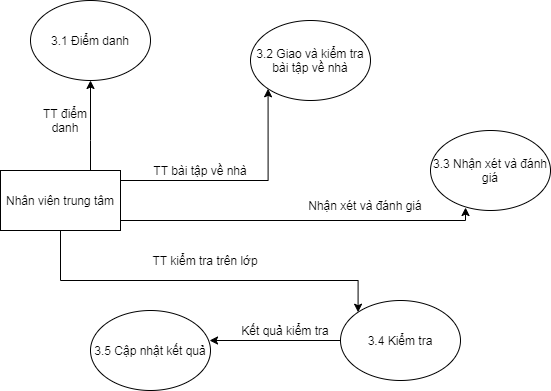 3.1 Điểm danh
3.2 Giao và kiểm tra
bài tập về nhà
TT điểm
danh
TT bài tập về nhà
3.3 Nhận xét và đánh
giá
Nhân viên trung tâm
Nhận xét và đánh giá
TT kiểm tra trên lớp
Kết quả kiểm tra
3.4 Kiểm tra
3.5 Cập nhật kết quả